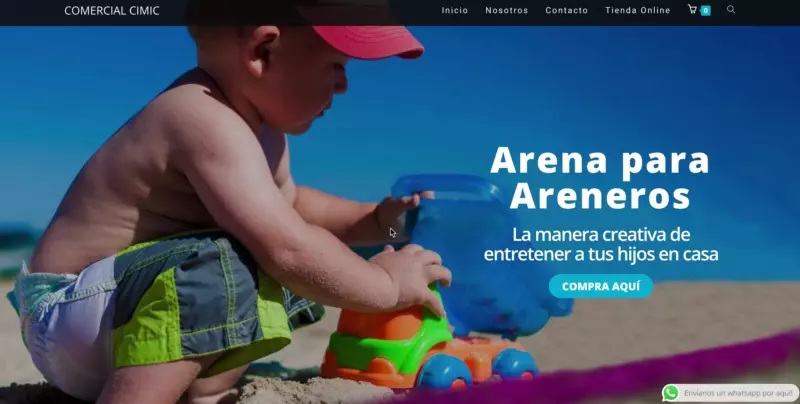 COMERCIAL CIMIC
Inicio Nosotros Contacto Tienda Online 0
Arena para
Areneros
La manera creativa de
entretener a tus hijos en casa
COMPRA AQUÍ
Envíanos un whatsapp por aquí!